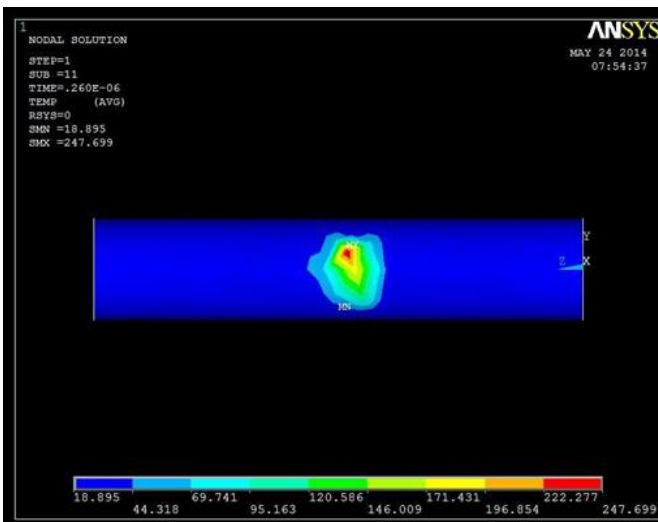 1
NODAL SOLUTION
STEP=1
SUB =11
TIME=.260E-06
TEMP (AVG)
RSYS=0
SMN =18.895
SMX =247.699
ANSYS
MAY 24 2014
07:54:37
MX
Y
Z X
MN
18.895 69.741 120.586 171.431 222.277
44.318 95.163 146.009 196.854 247.699